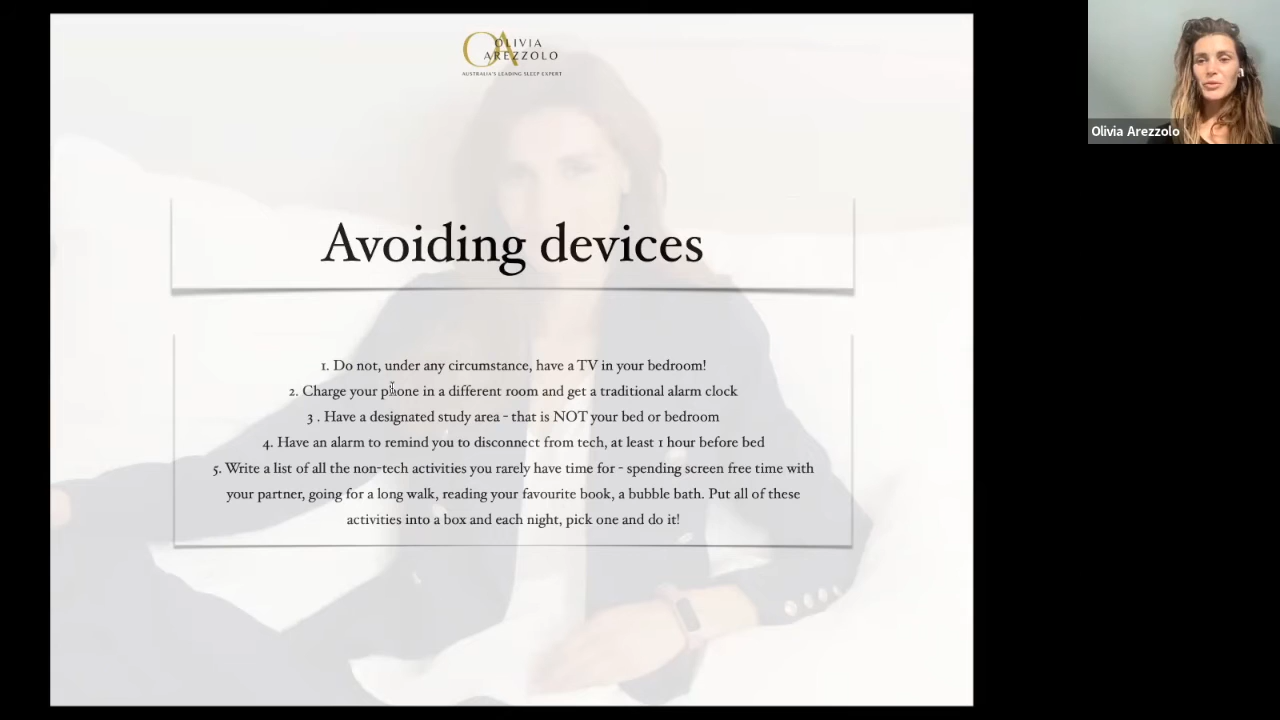 OLIVIA
AREZZOLO
AUSTRALIA'S LEADING SLEEP EXPERT
Olivia Arezzolo
Avoiding devices
1. Do not, under any circumstance, have a TV in your bedroom!
2. Charge your phone in a different room and get a traditional alarm clock
3 . Have a designated study area - that is NOT your bed or bedroom
4. Have an alarm to remind you to disconnect from tech, at least 1 hour before bed
5. Write a list of all the non-tech activities you rarely have time for - spending screen free time with
your partner, going for a long walk, reading your favourite book, a bubble bath. Put all of these
activities into a box and each night, pick one and do it!